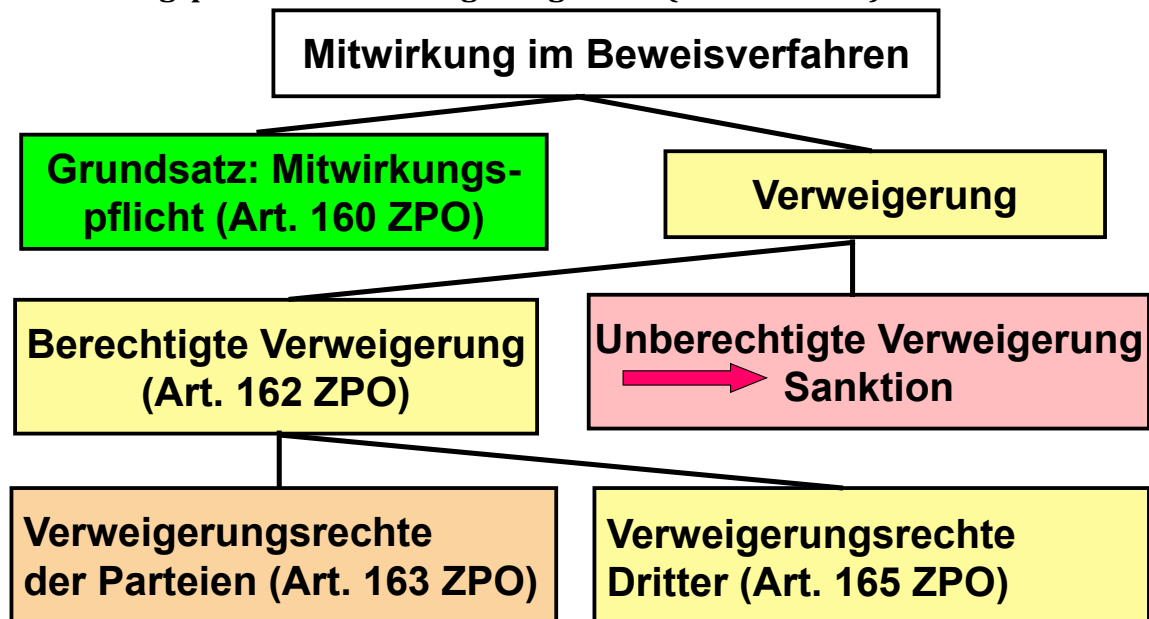 Mitwirkung im Beweisverfahren
Grundsatz: Mitwirkungs-
pflicht (Art. 160 ZPO)
Verweigerung
Berechtigte Verweigerung
(Art. 162 ZPO)
Unberechtigte Verweigerung
Sanktion
Verweigerungsrechte
der Parteien (Art. 163 ZPO)
Verweigerungsrechte
Dritter (Art. 165 ZPO)